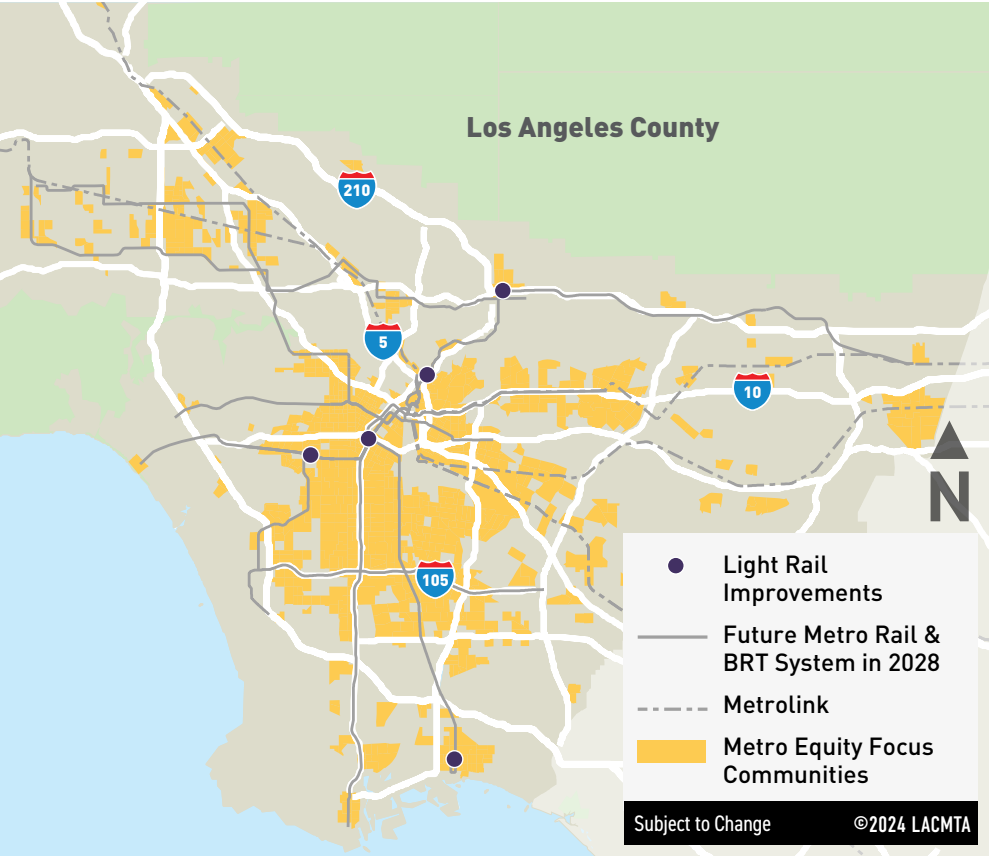 Los Angeles County
210
5
10
N
105
Light Rail
Improvements
Future Metro Rail &
BRT System in 2028
Metrolink
Metro Equity Focus
Communities
Subject to Change
©2024 LACMTA